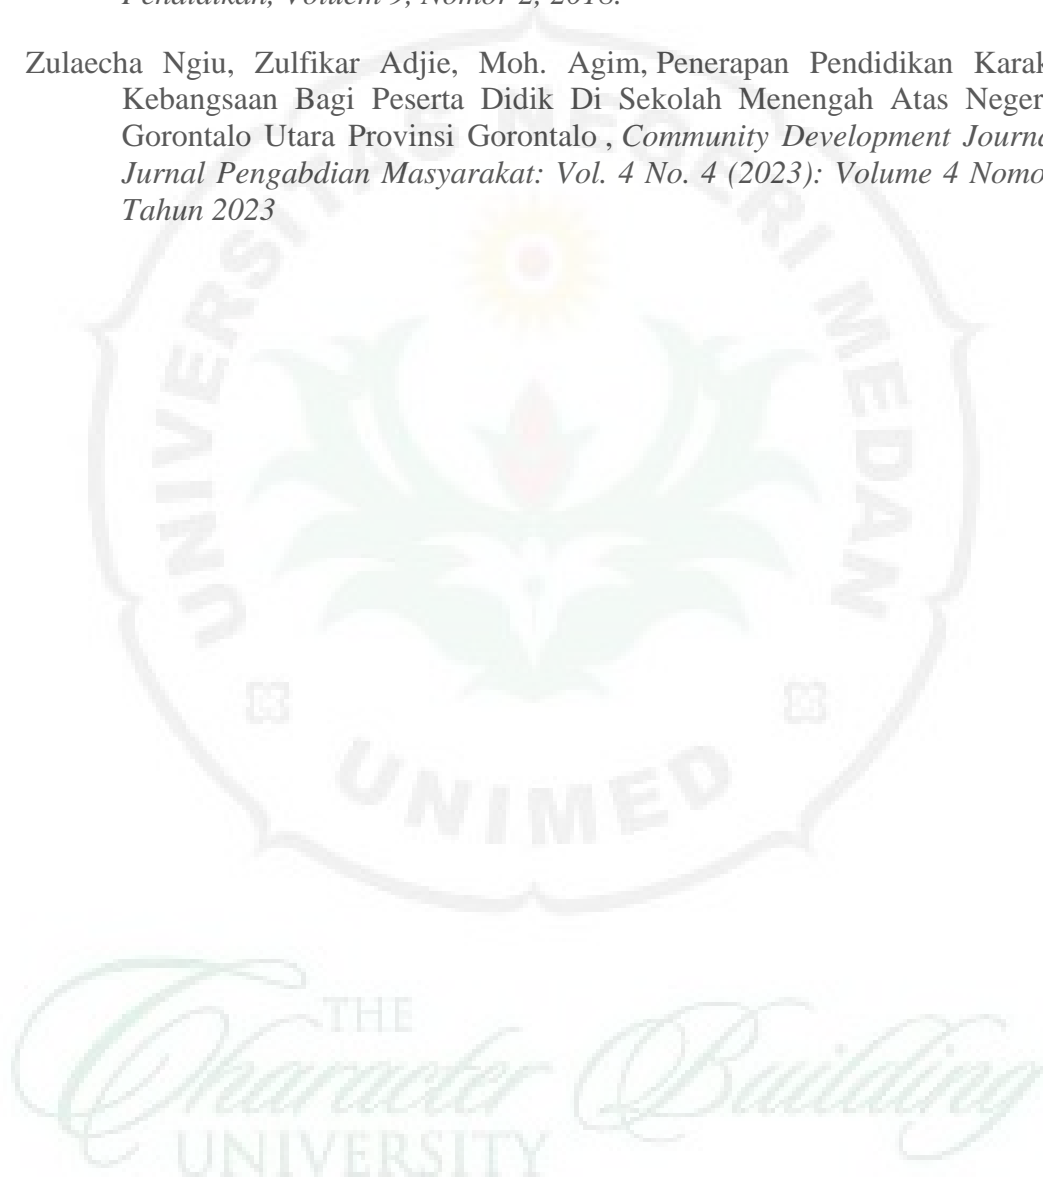 Pendidikan, Voluem 9, Nomor 2, 2018.
Zulaecha Ngiu, Zulfikar Adjie, Moh. Agim, Penerapan Pendidikan Karak
Kebangsaan Bagi Peserta Didik Di Sekolah Menengah Atas Neger
Gorontalo Utara Provinsi Gorontalo , Community Development Journa
Jurnal Pengabdian Masyarakat: Vol. 4 No. 4 (2023): Volume 4 Nomo
Tahun 2023
UNIVERSITAS NEGERI MEDAN
UNIMED
THE
Character Building
UNIVERSITY